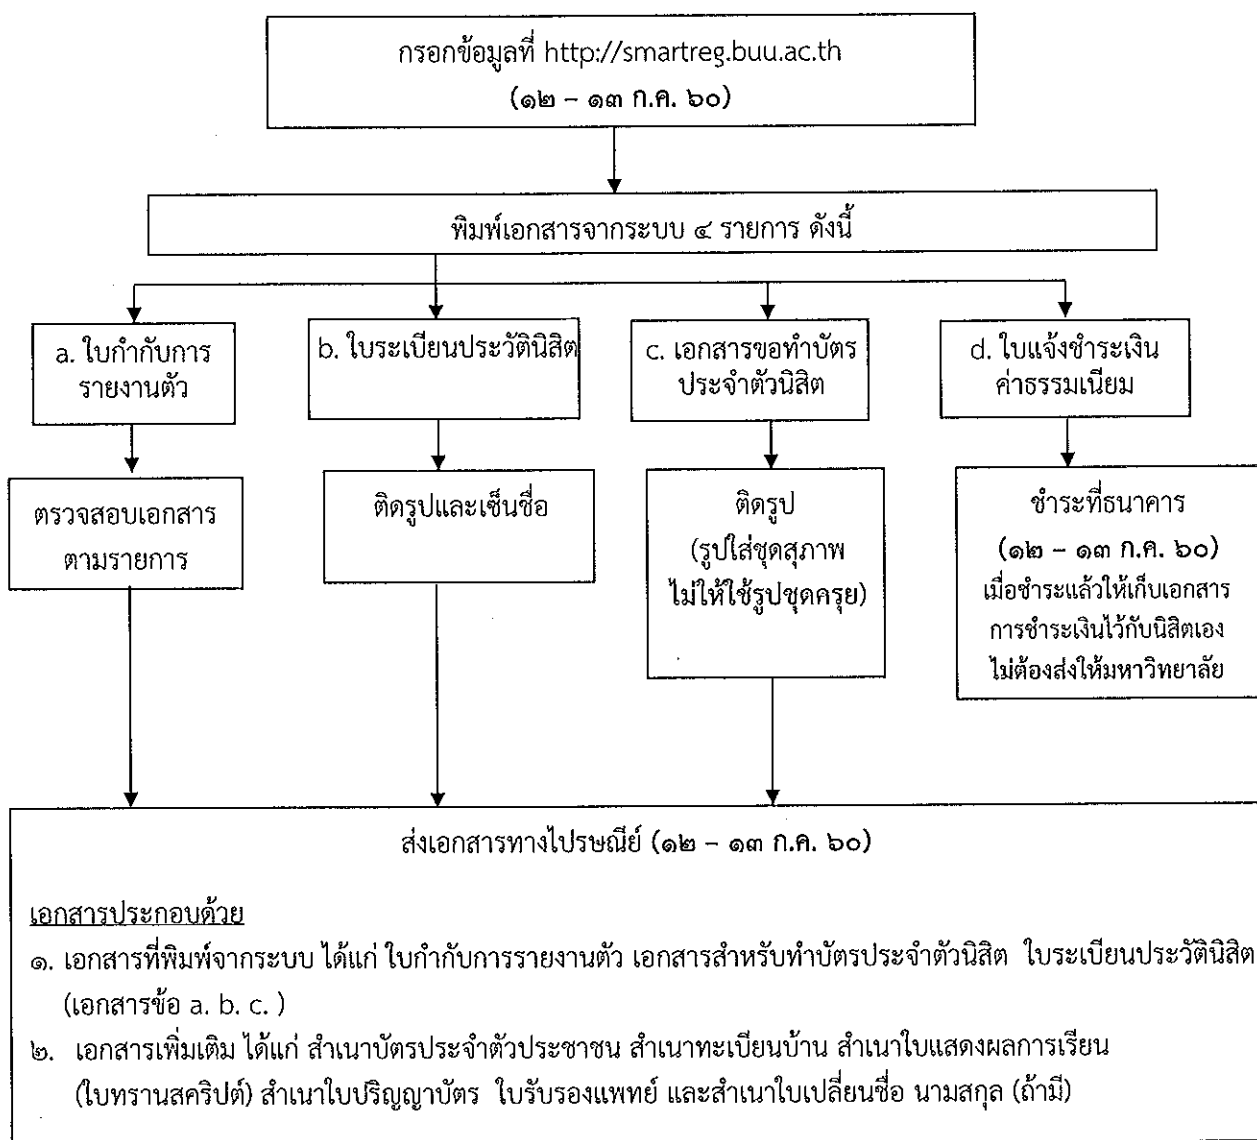 กรอกข้อมูลที่ http://smartreg.buu.ac.th
(๑๒ – ๑๓ ก.ค. ๖๐)
พิมพ์เอกสารจากระบบ ๔ รายการ ดังนี้
a. ใบกำกับการ
รายงานตัว
b. ใบระเบียนประวัตินิสิต
c. เอกสารขอทำบัตร
ประจำตัวนิสิต
d. ใบแจ้งชำระเงิน
ค่าธรรมเนียม
ตรวจสอบเอกสาร
ตามรายการ
ติดรูปและเซ็นชื่อ
ติดรูป
(รูปใส่ชุดสุภาพ
ไม่ให้ใช้รูปชุดครุย)
ชำระที่ธนาคาร
(๑๒ – ๑๓ ก.ค. ๖๐)
เมื่อชำระแล้วให้เก็บเอกสาร
การชำระเงินไว้กับนิสิตเอง
ไม่ต้องส่งให้มหาวิทยาลัย
ส่งเอกสารทางไปรษณีย์ (๑๒ – ๑๓ ก.ค. ๖๐)
เอกสารประกอบด้วย
๑. เอกสารที่พิมพ์จากระบบ ได้แก่ ใบกำกับการรายงานตัว เอกสารสำหรับทำบัตรประจำตัวนิสิต ใบระเบียนประวัตินิสิต
(เอกสารข้อ a. b. c. )
๒. เอกสารเพิ่มเติม ได้แก่ สำเนาบัตรประจำตัวประชาชน สำเนาทะเบียนบ้าน สำเนาใบแสดงผลการเรียน
(ใบทรานสคริปต์) สำเนาใบปริญญาบัตร ใบรับรองแพทย์ และสำเนาใบเปลี่ยนชื่อ นามสกุล (ถ้ามี)